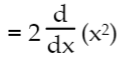 = 2 d/dx (x²)